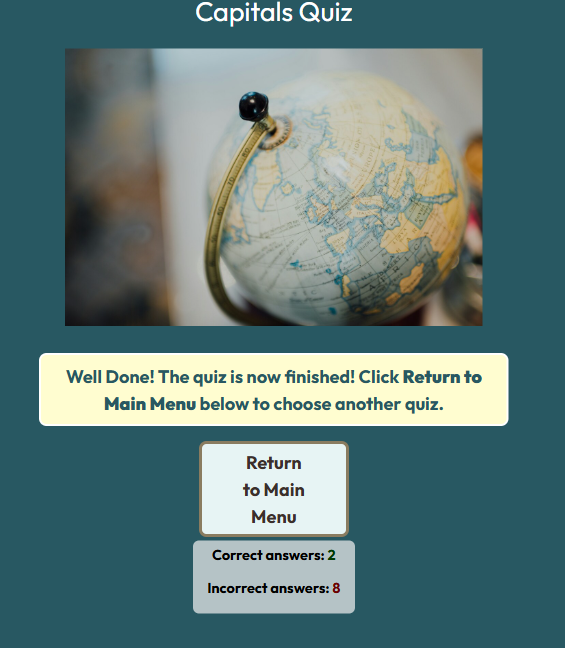 Capitals Quiz
Well Done! The quiz is now finished! Click Return to
Main Menu below to choose another quiz.
Return
to Main
Menu
Correct answers: 2
Incorrect answers: 8